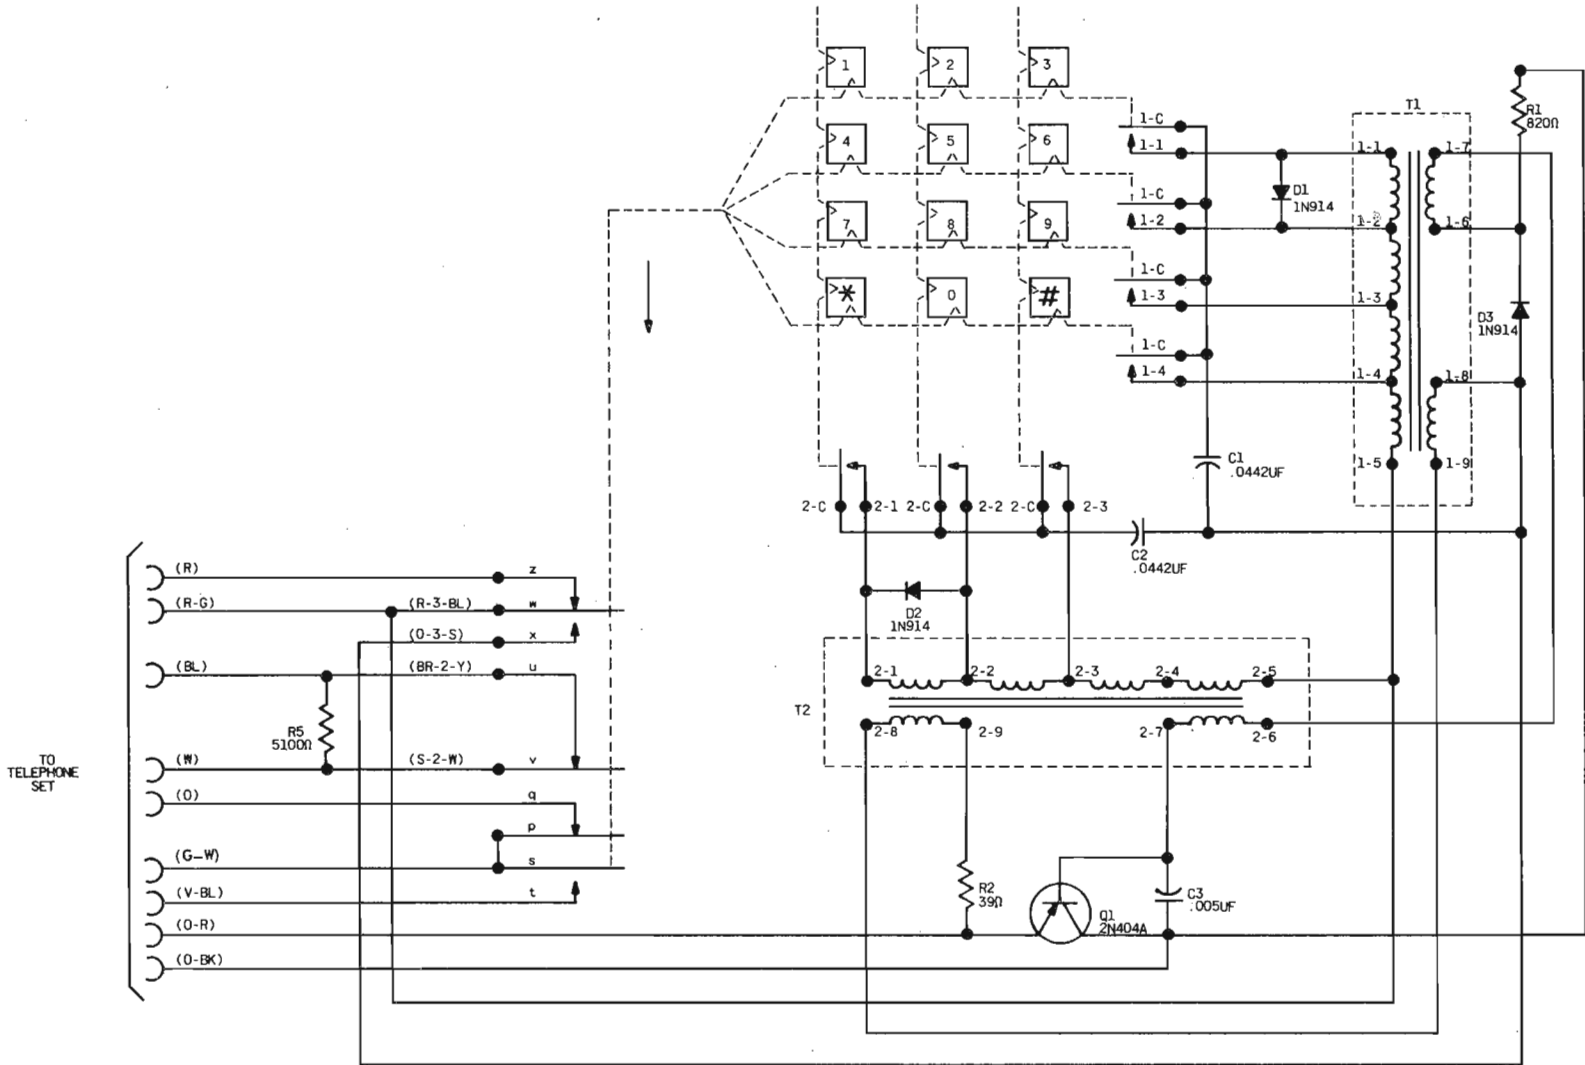 1 2 3
4 5 6
7 8 9
* 0 #
1-C
1-1
1-C
1-2
1-C
1-3
1-C
1-4
D1
1N914
T1
1-1 1-7
1-2 1-6
1-3
1-4 1-8
1-5 1-9
R1
820Ω
D3
1N914
C1
.0442UF
2-C 2-1 2-C 2-2 2-C 2-3
C2
.0442UF
D2
1N914
T2
2-1 2-2 2-3 2-4 2-5
2-8 2-9 2-7 2-6
R2
39Ω
Q1
2N404A
C3
.005UF
TO
TELEPHONE
SET
(R) z
(R-G) (R-3-BL) w
(O-3-S) x
(BL) (BR-2-Y) u
R5
5100Ω
(W) (S-2-W) v
(O) q
p
(G-W) s
(V-BL) t
(O-R)
(O-BK)